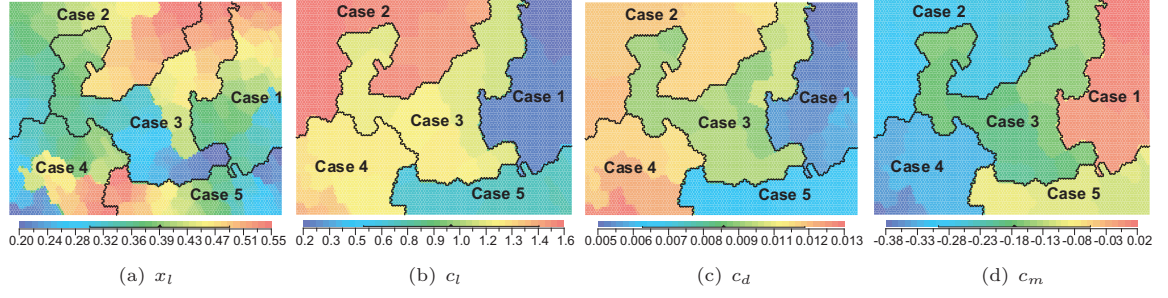 Case 2
Case 1
Case 3
Case 4
Case 5
0.20 0.24 0.28 0.32 0.36 0.39 0.43 0.47 0.51 0.55
(a) x_l
Case 2
Case 1
Case 3
Case 4
Case 5
0.2 0.3 0.5 0.6 0.8 0.9 1.0 1.2 1.3 1.4 1.6
(b) c_l
Case 2
Case 1
Case 3
Case 4
Case 5
0.005 0.006 0.007 0.008 0.009 0.010 0.011 0.012 0.013
(c) c_d
Case 2
Case 1
Case 3
Case 4
Case 5
-0.38 -0.33 -0.28 -0.23 -0.18 -0.13 -0.08 -0.03 0.02
(d) c_m